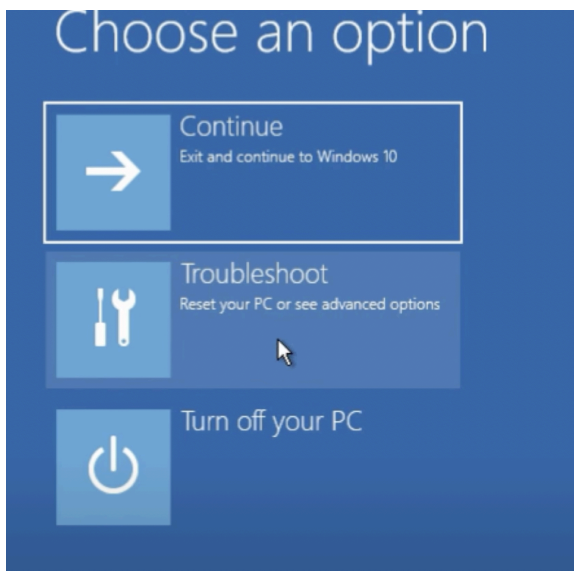 Choose an option
Continue
Exit and continue to Windows 10
Troubleshoot
Reset your PC or see advanced options
Turn off your PC